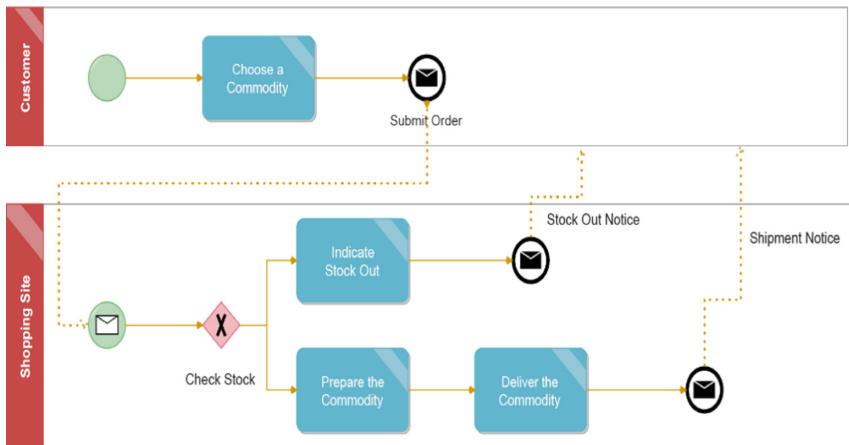 Customer
Choose a
Commodity
Submit Order
Shopping Site
Indicate
Stock Out
Stock Out Notice
Shipment Notice
X
Check Stock
Prepare the
Commodity
Deliver the
Commodity